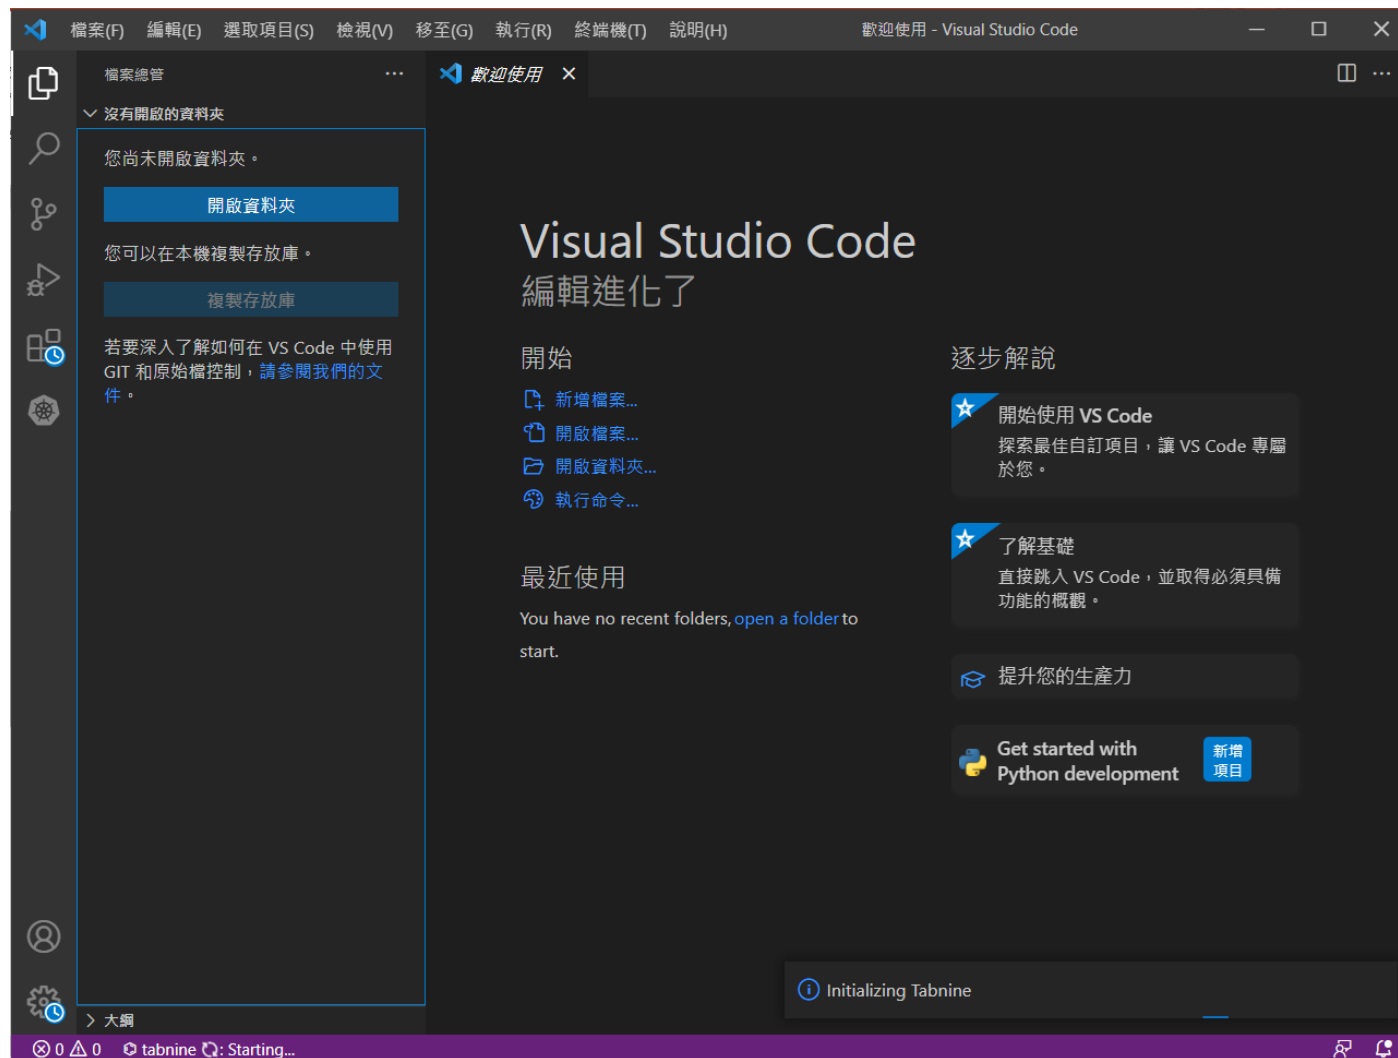 檔案(F) 編輯(E) 選取項目(S) 檢視(V) 移至(G) 執行(R) 終端機(T) 說明(H) 歡迎使用 - Visual Studio Code
檔案總管
歡迎使用
沒有開啟的資料夾
您尚未開啟資料夾。
開啟資料夾
您可以在本機複製存放庫。
複製存放庫
若要深入了解如何在 VS Code 中使用
GIT 和原始檔控制，請參閱我們的文
件。
大綱
Visual Studio Code
編輯進化了
開始
新增檔案...
開啟檔案...
開啟資料夾...
執行命令...
最近使用
You have no recent folders, open a folder to
start.
逐步解說
開始使用 VS Code
探索最佳自訂項目，讓 VS Code 專屬
於您。
了解基礎
直接跳入 VS Code，並取得必須具備
功能的概觀。
提升您的生產力
Get started with
Python development
新增
項目
Initializing Tabnine
0 0 tabnine : Starting...